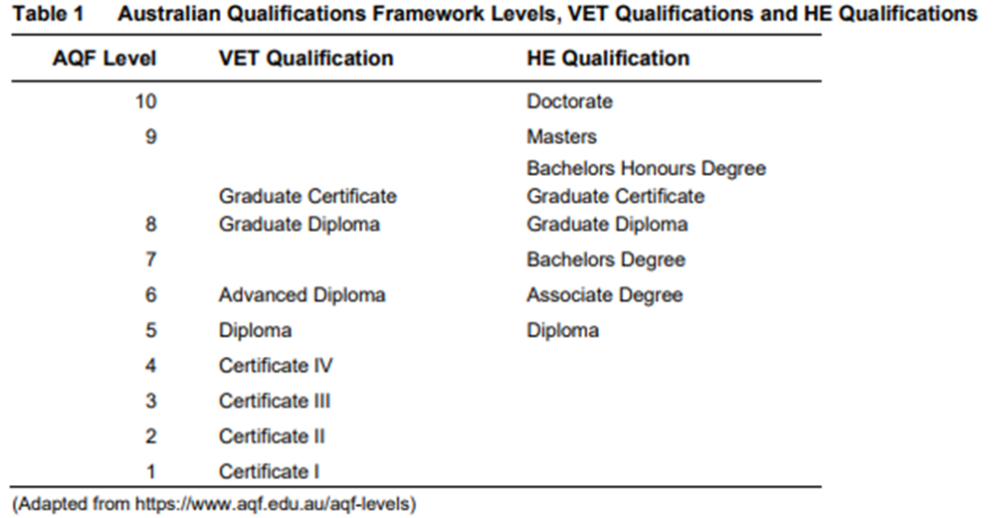 Table 1 Australian Qualifications Framework Levels, VET Qualifications and HE Qualifications
AQF Level VET Qualification HE Qualification
10 Doctorate
9 Masters
Bachelors Honours Degree
Graduate Certificate Graduate Certificate
8 Graduate Diploma Graduate Diploma
7 Bachelors Degree
6 Advanced Diploma Associate Degree
5 Diploma Diploma
4 Certificate IV
3 Certificate III
2 Certificate II
1 Certificate I
(Adapted from https://www.aqf.edu.au/aqf-levels)